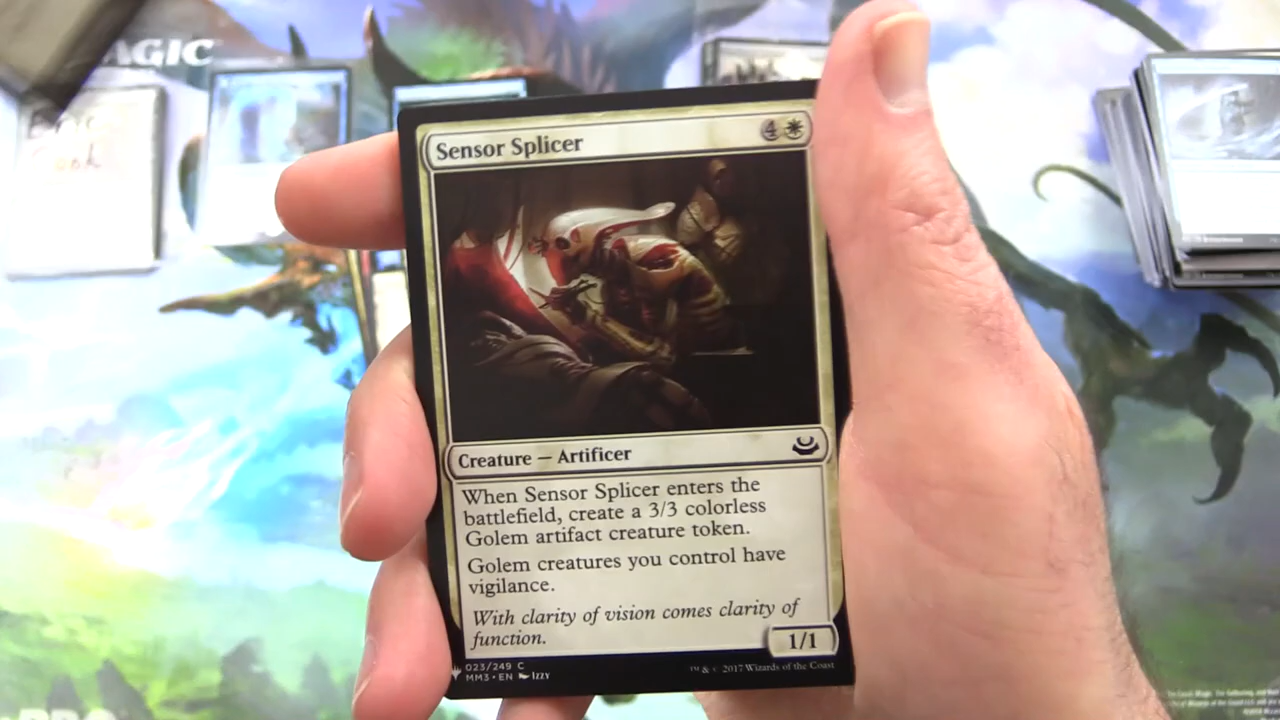 MAGIC
Sensor Splicer
4
Creature — Artificer
When Sensor Splicer enters the
battlefield, create a 3/3 colorless
Golem artifact creature token.
Golem creatures you control have
vigilance.
With clarity of vision comes clarity of
function.
1/1
023/249 C
MM3 • EN Izzy
™ & © 2017 Wizards of the Coast